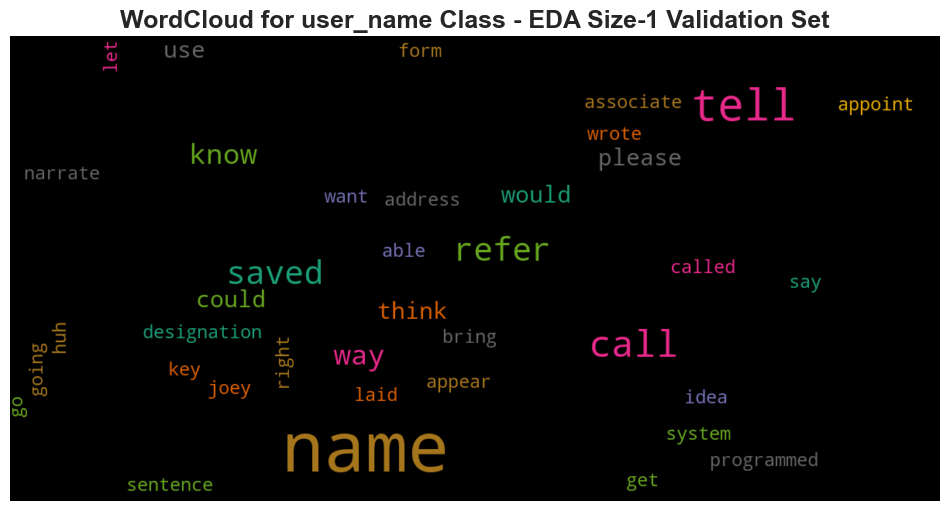 WordCloud for user_name Class - EDA Size-1 Validation Set
let
use
form
associate
tell
appoint
wrote
know
please
narrate
want
address
would
able
refer
called
saved
say
could
think
designation
bring
call
huh
going
right
way
key
joey
laid
appear
idea
go
name
system
programmed
sentence
get